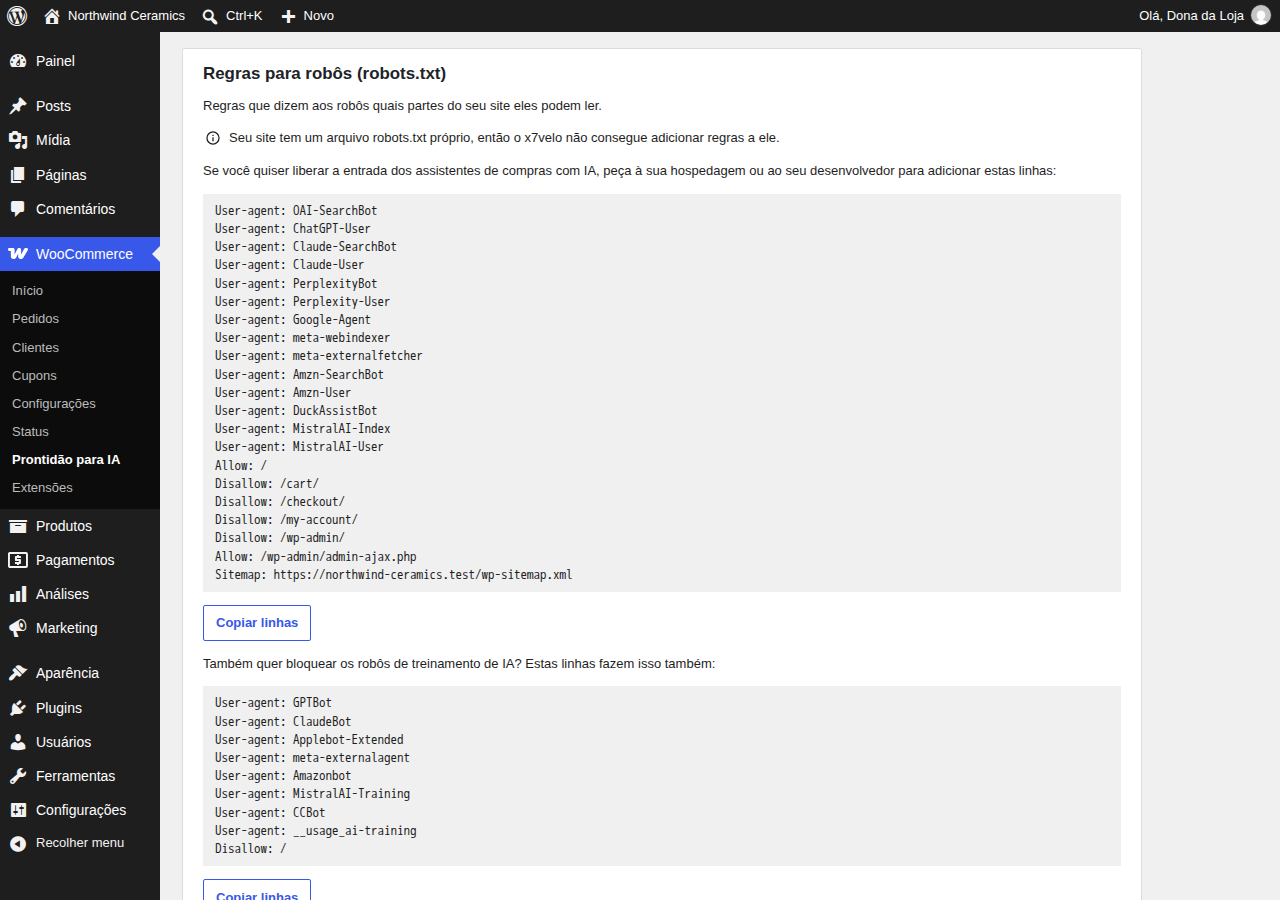 Northwind Ceramics
Ctrl+K
Novo
Olá, Dona da Loja
Painel
Posts
Mídia
Páginas
Comentários
WooCommerce
Início
Pedidos
Clientes
Cupons
Configurações
Status
Prontidão para IA
Extensões
Produtos
Pagamentos
Análises
Marketing
Aparência
Plugins
Usuários
Ferramentas
Configurações
Recolher menu
Regras para robôs (robots.txt)
Regras que dizem aos robôs quais partes do seu site eles podem ler.
Seu site tem um arquivo robots.txt próprio, então o x7velo não consegue adicionar regras a ele.
Se você quiser liberar a entrada dos assistentes de compras com IA, peça à sua hospedagem ou ao seu desenvolvedor para adicionar estas linhas:
User-agent: OAI-SearchBot
User-agent: ChatGPT-User
User-agent: Claude-SearchBot
User-agent: Claude-User
User-agent: PerplexityBot
User-agent: Perplexity-User
User-agent: Google-Agent
User-agent: meta-webindexer
User-agent: meta-externalfetcher
User-agent: Amzn-SearchBot
User-agent: Amzn-User
User-agent: DuckAssistBot
User-agent: MistralAI-Index
User-agent: MistralAI-User
Allow: /
Disallow: /cart/
Disallow: /checkout/
Disallow: /my-account/
Disallow: /wp-admin/
Allow: /wp-admin/admin-ajax.php
Sitemap: https://northwind-ceramics.test/wp-sitemap.xml
Copiar linhas
Também quer bloquear os robôs de treinamento de IA? Estas linhas fazem isso também:
User-agent: GPTBot
User-agent: ClaudeBot
User-agent: Applebot-Extended
User-agent: meta-externalagent
User-agent: Amazonbot
User-agent: MistralAI-Training
User-agent: CCBot
User-agent: __usage_ai-training
Disallow: /
Copiar linhas